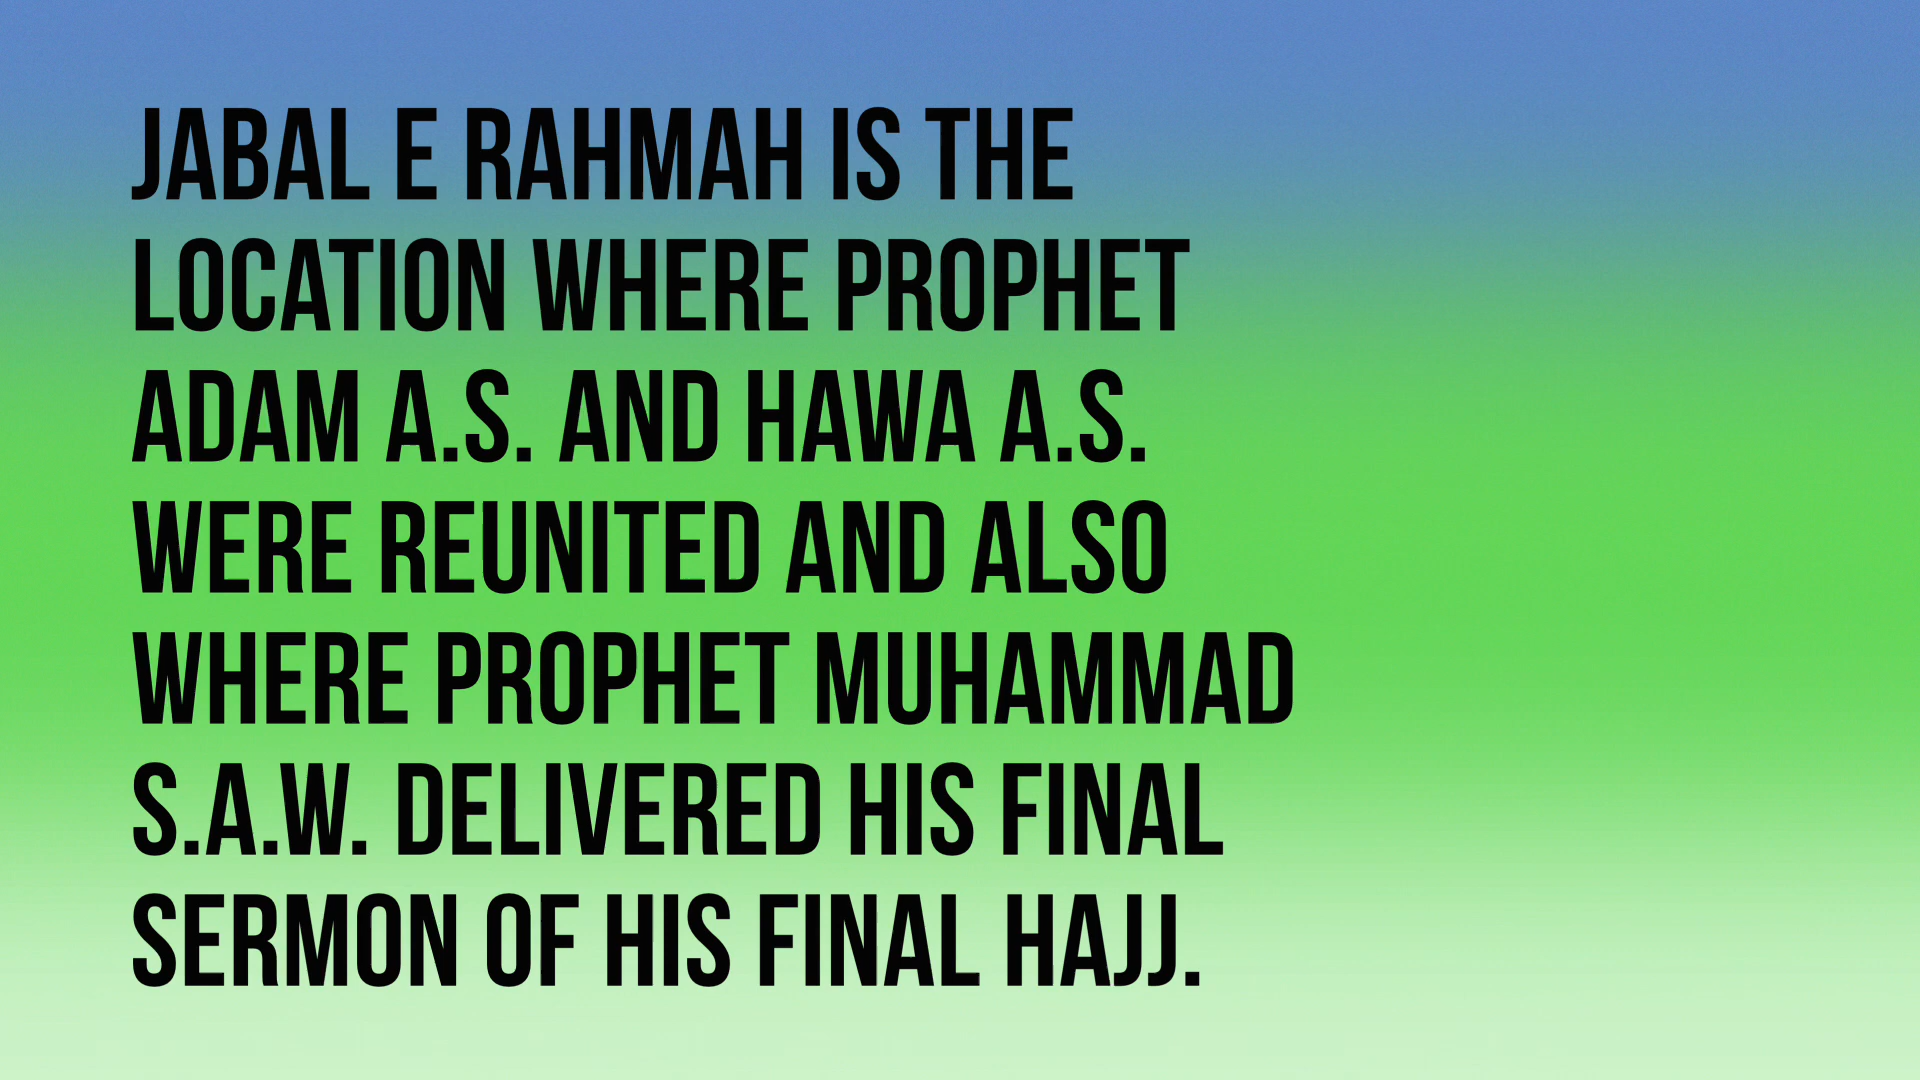 JABAL E RAHMAH IS THE
LOCATION WHERE PROPHET
ADAM A.S. AND HAWA A.S.
WERE REUNITED AND ALSO
WHERE PROPHET MUHAMMAD
S.A.W. DELIVERED HIS FINAL
SERMON OF HIS FINAL HAJJ.